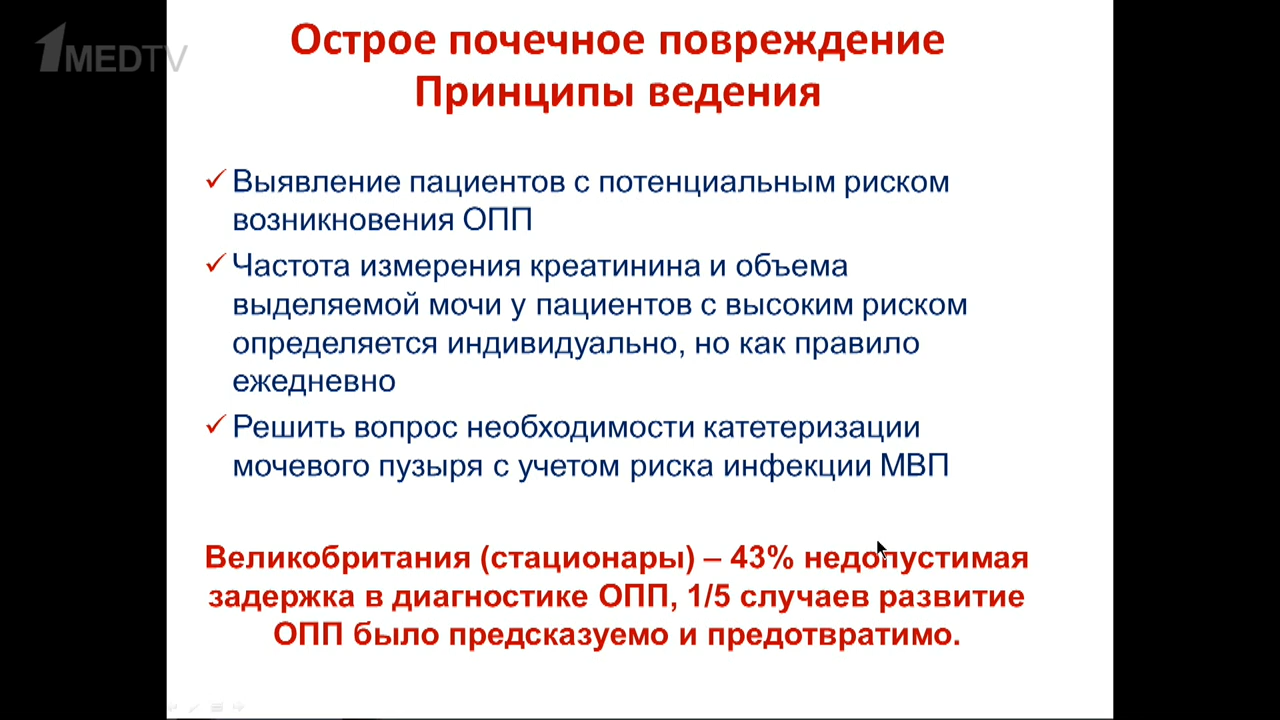 1MEDTV
Острое почечное повреждение
Принципы ведения
Выявление пациентов с потенциальным риском
возникновения ОПП
Частота измерения креатинина и объема
выделяемой мочи у пациентов с высоким риском
определяется индивидуально, но как правило
ежедневно
Решить вопрос необходимости катетеризации
мочевого пузыря с учетом риска инфекции МВП
Великобритания (стационары) – 43% недопустимая
задержка в диагностике ОПП, 1/5 случаев развитие
ОПП было предсказуемо и предотвратимо.